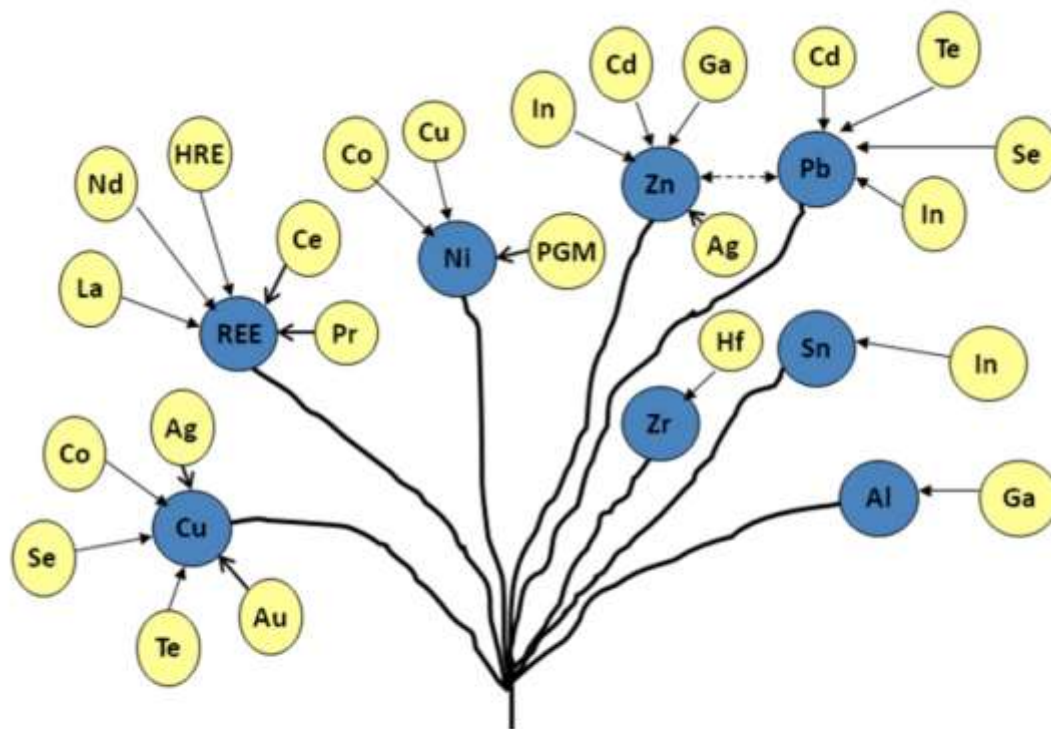 Cd
Ga
Cd
Te
In
HRE
Co
Cu
Zn
Pb
Se
Nd
Ce
Ni
PGM
Ag
In
La
REE
Pr
Hf
Sn
In
Ag
Zr
Co
Cu
Al
Ga
Se
Te
Au